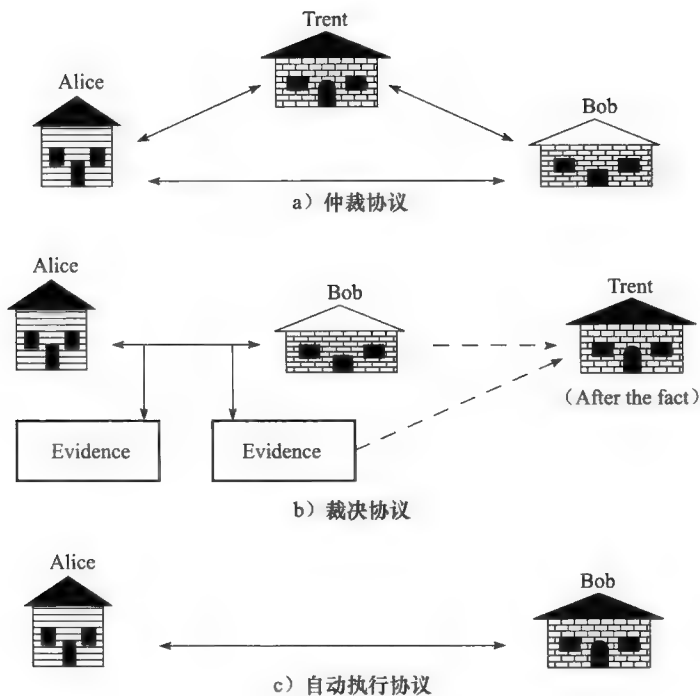 Trent
Alice
Bob
a）仲裁协议
Alice
Bob
Trent
（After the fact）
Evidence
Evidence
b）裁决协议
Alice
Bob
c）自动执行协议